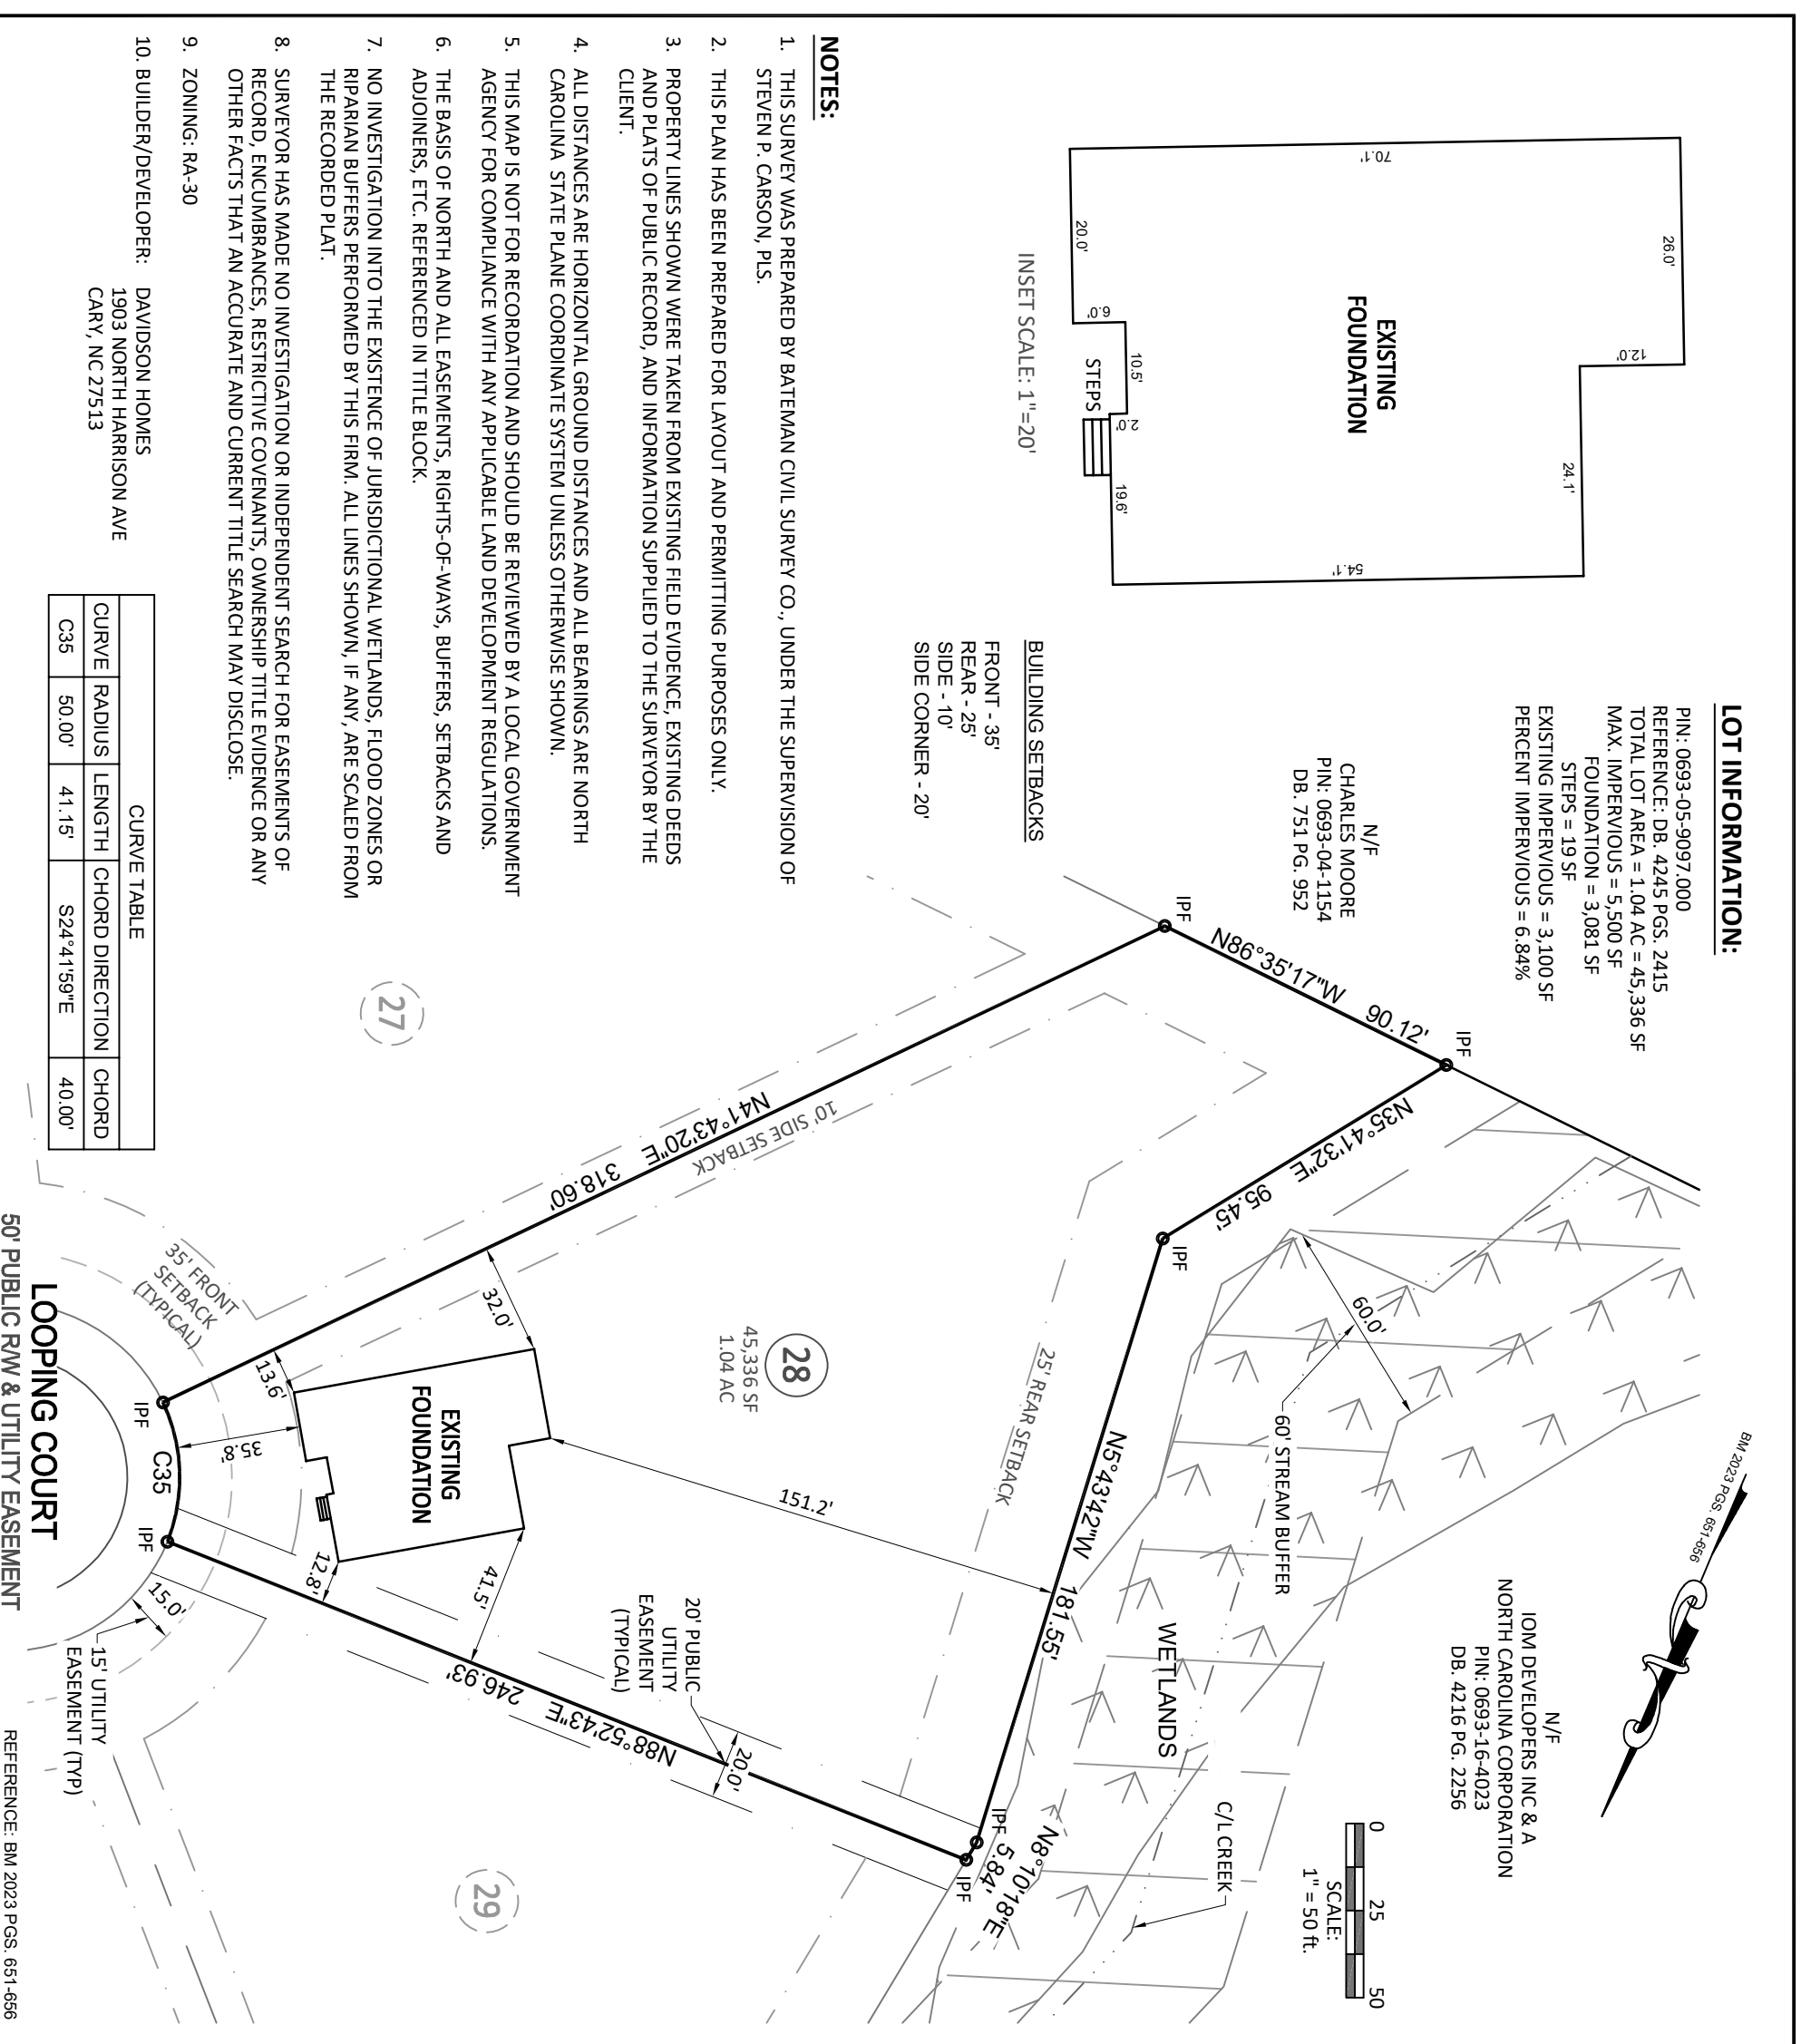 LOT INFORMATION:
PIN: 0693-05-9097.000
REFERENCE: DB. 4245 PGS. 2415
TOTAL LOT AREA = 1.04 AC = 45,336 SF
MAX. IMPERVIOUS = 5,500 SF
FOUNDATION = 3,081 SF
STEPS = 19 SF
EXISTING IMPERVIOUS = 3,100 SF
PERCENT IMPERVIOUS = 6.84%
26.0'
12.0'
24.1'
70.1'
EXISTING
FOUNDATION
54.1'
20.0'
6.0'
10.5'
STEPS
2.0'
19.6'
INSET SCALE: 1"=20'
BUILDING SETBACKS
FRONT - 35'
REAR - 25'
SIDE - 10'
SIDE CORNER - 20'
N/F
CHARLES MOORE
PIN: 0693-04-1154
DB. 751 PG. 952
N/F
IOM DEVELOPERS INC & A
NORTH CAROLINA CORPORATION
PIN: 0693-16-4023
DB. 4216 PG. 2256
BM 2023 PGS. 651-656
0 25 50
SCALE:
1" = 50 ft.
IPF
N86°35'17"W 90.12'
IPF
N35°41'32"E 95.45'
IPF
60.0'
60' STREAM BUFFER
WETLANDS
C/L CREEK
N5°43'42"W 181.55'
IPF
N8°10'18"E
5.84'
IPF
25' REAR SETBACK
N41°43'20"E 318.60'
10' SIDE SETBACK
28
45,336 SF
1.04 AC
151.2'
20' PUBLIC
UTILITY
EASEMENT
(TYPICAL)
20.0'
N88°52'43"E 246.93'
32.0'
13.6'
EXISTING
FOUNDATION
41.5'
12.8'
35.8'
27
29
35' FRONT
SETBACK
(TYPICAL)
IPF
C35
IPF
15.0'
15' UTILITY
EASEMENT (TYP)
LOOPING COURT
50' PUBLIC R/W & UTILITY EASEMENT
REFERENCE: BM 2023 PGS. 651-656
NOTES:
1. THIS SURVEY WAS PREPARED BY BATEMAN CIVIL SURVEY CO., UNDER THE SUPERVISION OF
STEVEN P. CARSON, PLS.
2. THIS PLAN HAS BEEN PREPARED FOR LAYOUT AND PERMITTING PURPOSES ONLY.
3. PROPERTY LINES SHOWN WERE TAKEN FROM EXISTING FIELD EVIDENCE, EXISTING DEEDS
AND PLATS OF PUBLIC RECORD, AND INFORMATION SUPPLIED TO THE SURVEYOR BY THE
CLIENT.
4. ALL DISTANCES ARE HORIZONTAL GROUND DISTANCES AND ALL BEARINGS ARE NORTH
CAROLINA STATE PLANE COORDINATE SYSTEM UNLESS OTHERWISE SHOWN.
5. THIS MAP IS NOT FOR RECORDATION AND SHOULD BE REVIEWED BY A LOCAL GOVERNMENT
AGENCY FOR COMPLIANCE WITH ANY APPLICABLE LAND DEVELOPMENT REGULATIONS.
6. THE BASIS OF NORTH AND ALL EASEMENTS, RIGHTS-OF-WAYS, BUFFERS, SETBACKS AND
ADJOINERS, ETC. REFERENCED IN TITLE BLOCK.
7. NO INVESTIGATION INTO THE EXISTENCE OF JURISDICTIONAL WETLANDS, FLOOD ZONES OR
RIPARIAN BUFFERS PERFORMED BY THIS FIRM. ALL LINES SHOWN, IF ANY, ARE SCALED FROM
THE RECORDED PLAT.
8. SURVEYOR HAS MADE NO INVESTIGATION OR INDEPENDENT SEARCH FOR EASEMENTS OF
RECORD, ENCUMBRANCES, RESTRICTIVE COVENANTS, OWNERSHIP TITLE EVIDENCE OR ANY
OTHER FACTS THAT AN ACCURATE AND CURRENT TITLE SEARCH MAY DISCLOSE.
9. ZONING: RA-30
10. BUILDER/DEVELOPER: DAVIDSON HOMES
1903 NORTH HARRISON AVE
CARY, NC 27513
CURVE TABLE
CURVE RADIUS LENGTH CHORD DIRECTION CHORD
C35 50.00' 41.15' S24°41'59"E 40.00'